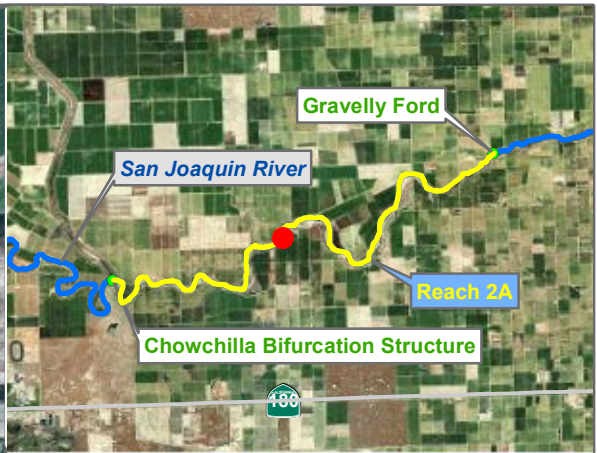 Gravelly Ford
San Joaquin River
Reach 2A
Chowchilla Bifurcation Structure
180